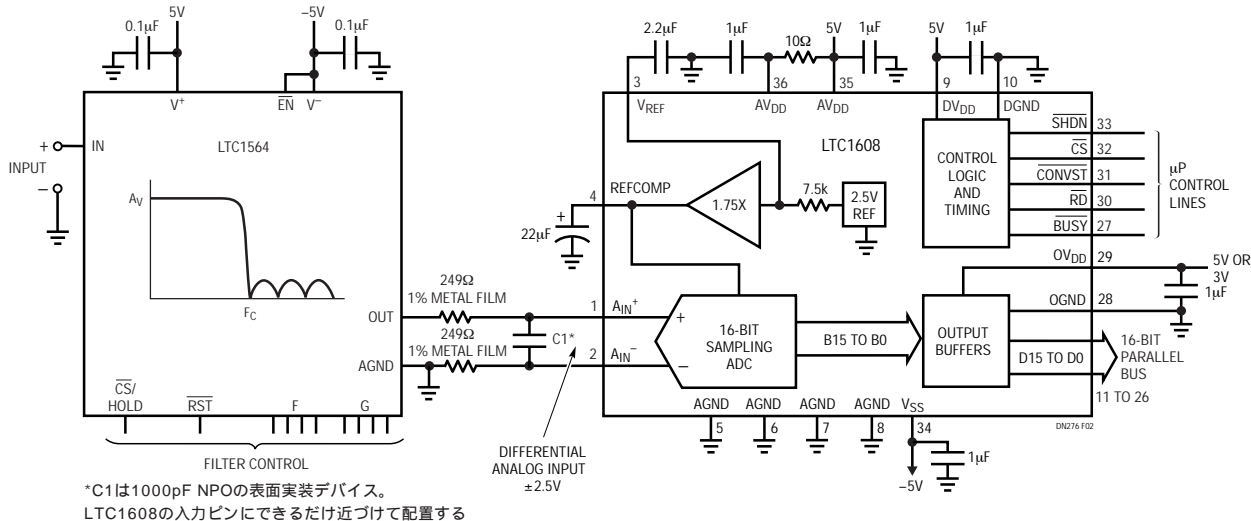 5V
–5V
0.1µF
0.1µF
V+
EN
V–
+
INPUT
–
IN
LTC1564
AV
FC
OUT
AGND
CS/
HOLD
RST
F
G
FILTER CONTROL
249Ω
1% METAL FILM
249Ω
1% METAL FILM
C1*
DIFFERENTIAL
ANALOG INPUT
±2.5V
2.2µF
1µF
10Ω
5V
1µF
5V
1µF
3
36
35
9
10
VREF
AVDD
AVDD
DVDD
DGND
LTC1608
4
REFCOMP
+
22µF
1.75X
7.5k
2.5V
REF
CONTROL
LOGIC
AND
TIMING
SHDN
33
CS
32
CONVST
31
RD
30
BUSY
27
µP
CONTROL
LINES
OVDD
29
5V OR
3V
1µF
OGND
28
1
AIN+
2
AIN–
+
–
16-BIT
SAMPLING
ADC
B15 TO B0
OUTPUT
BUFFERS
D15 TO D0
16-BIT
PARALLEL
BUS
11 TO 26
AGND
AGND
AGND
AGND
VSS
5
6
7
8
34
1µF
–5V
DN276 F02
*C1は1000pF NPOの表面実装デバイス。
LTC1608の入力ピンにできるだけ近づけて配置する